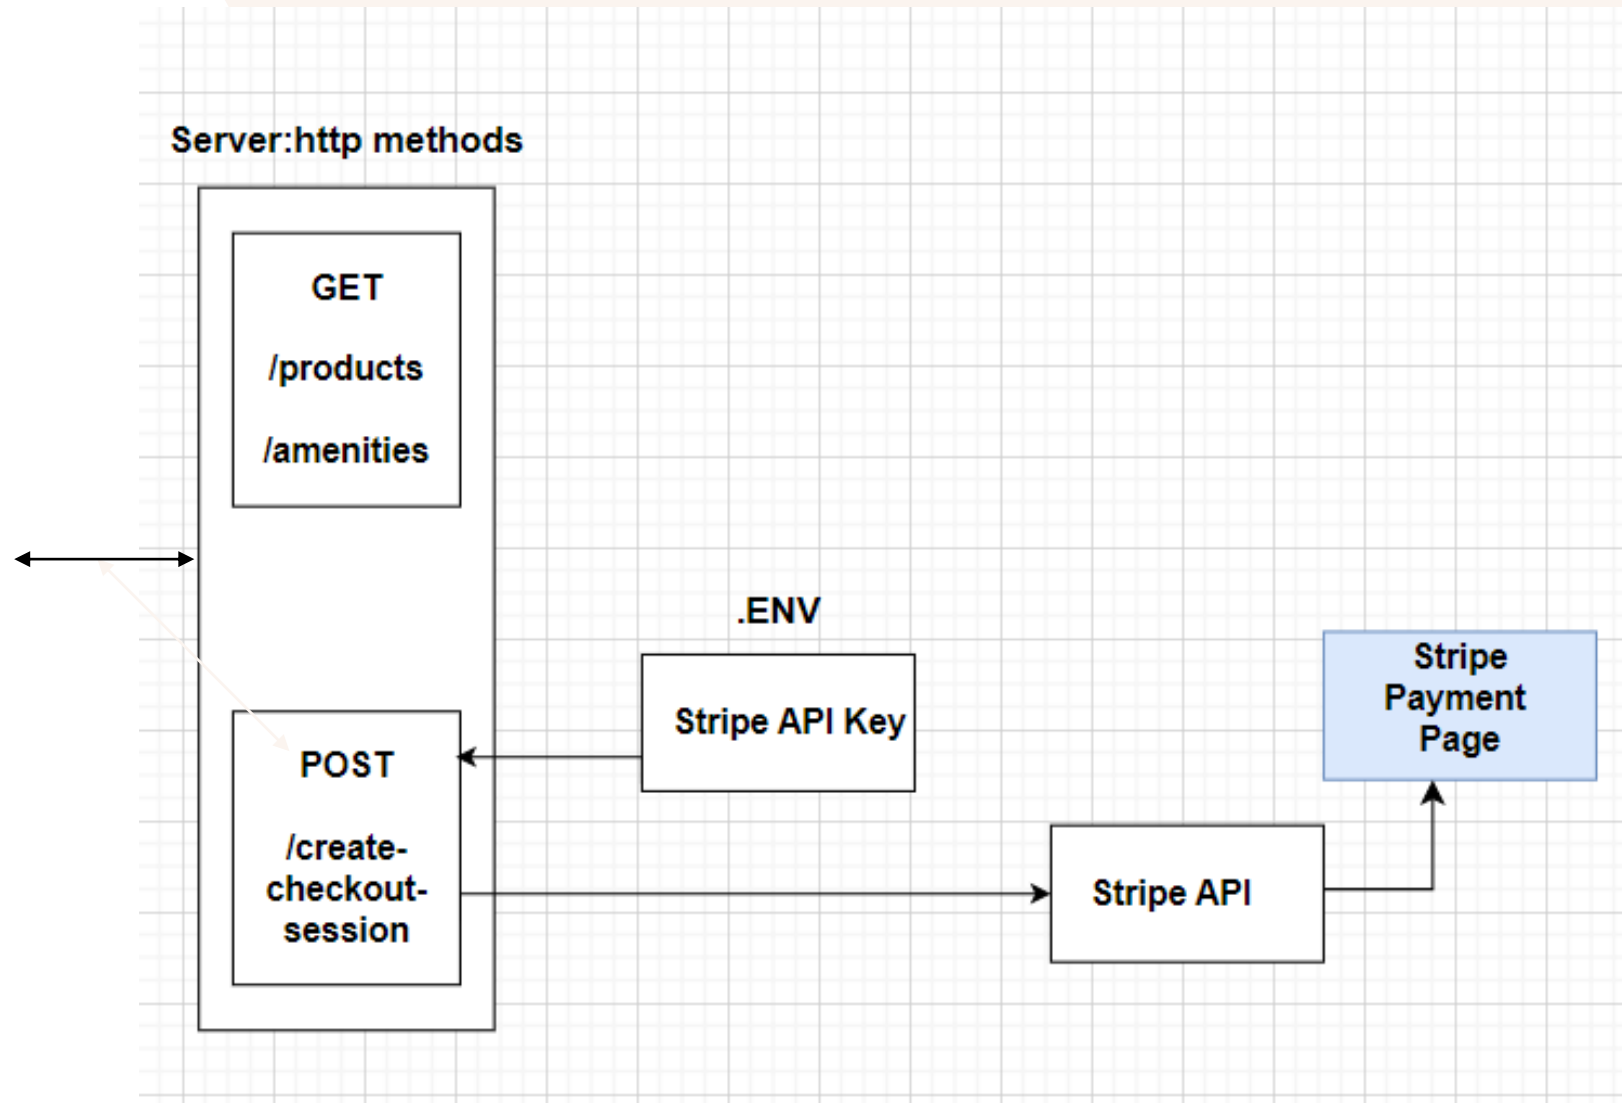 Server:http methods
GET
/products
/amenities
.ENV
Stripe API Key
POST
/create-
checkout-
session
Stripe API
Stripe
Payment
Page